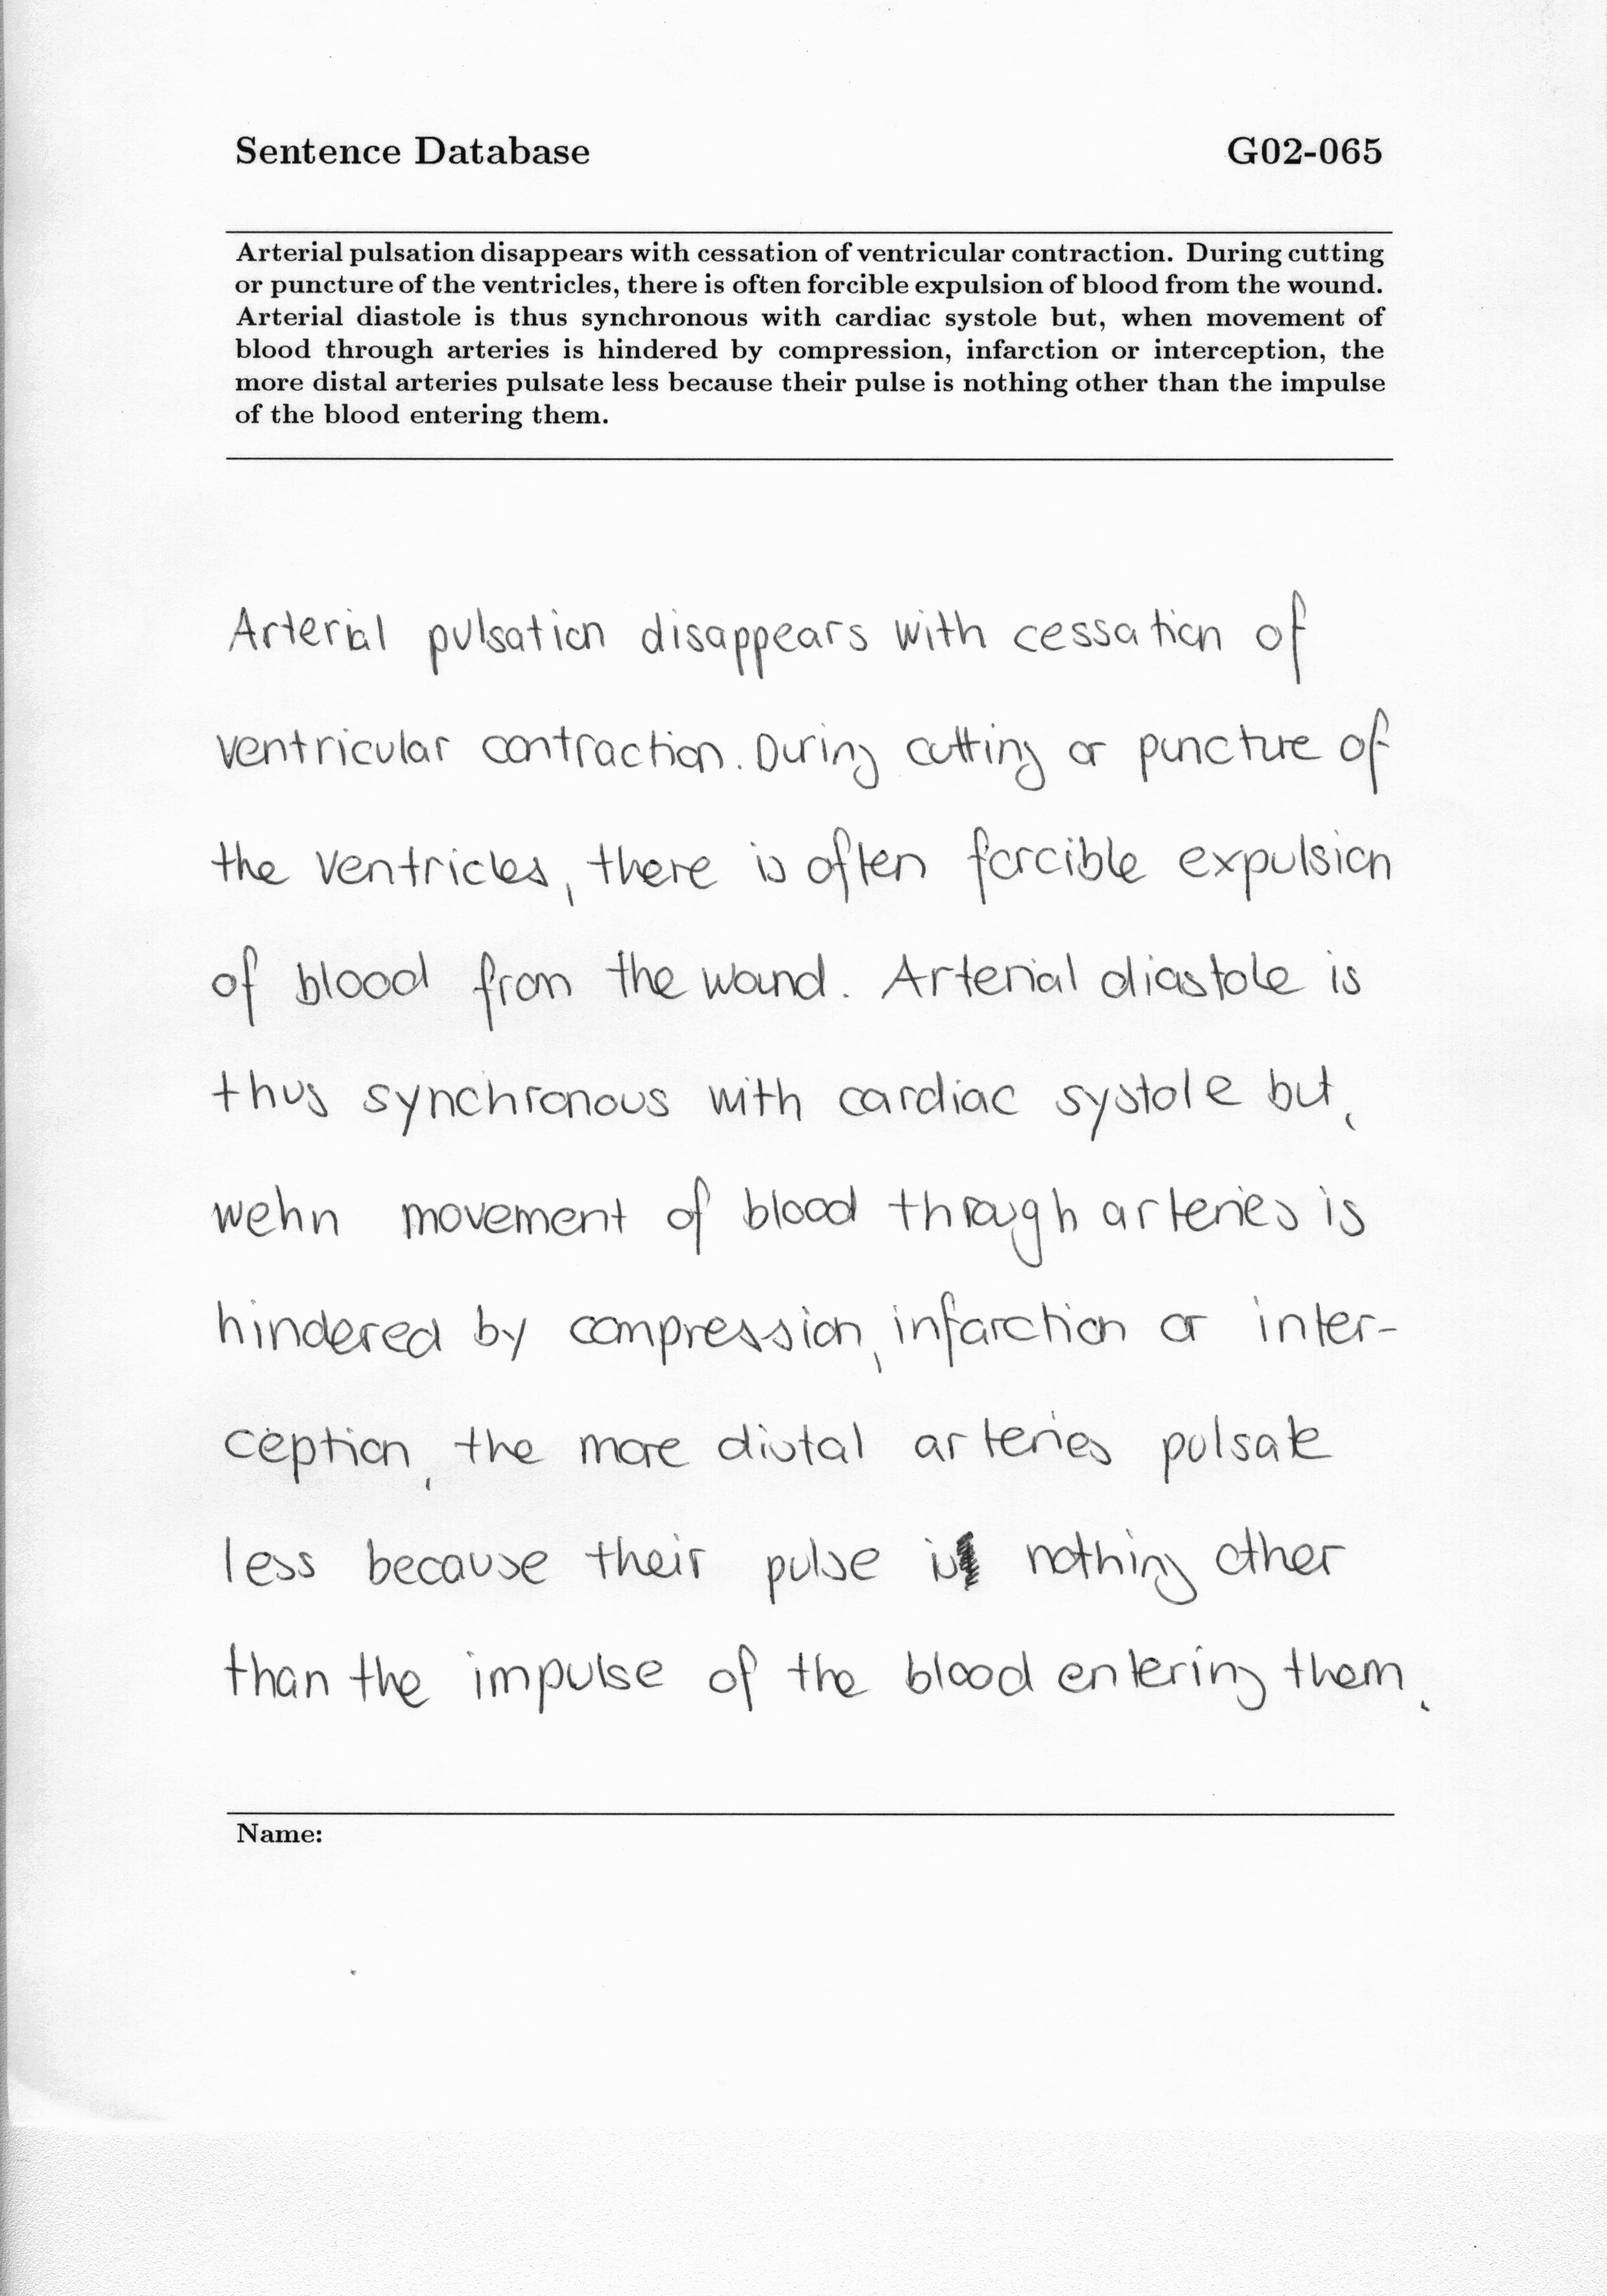 Sentence Database G02-065
Arterial pulsation disappears with cessation of ventricular contraction. During cutting
or puncture of the ventricles, there is often forcible expulsion of blood from the wound.
Arterial diastole is thus synchronous with cardiac systole but, when movement of
blood through arteries is hindered by compression, infarction or interception, the
more distal arteries pulsate less because their pulse is nothing other than the impulse
of the blood entering them.
Arterial pulsation disappears with cessation of
ventricular contraction. During cutting or puncture of
the ventricles, there is often forcible expulsion
of blood from the wound. Arterial diastole is
thus synchronous with cardiac systole but,
wehn movement of blood through arteries is
hindered by compression, infarction or inter-
ception, the more distal arteries pulsate
less because their pulse is nothing other
than the impulse of the blood entering them.
Name: